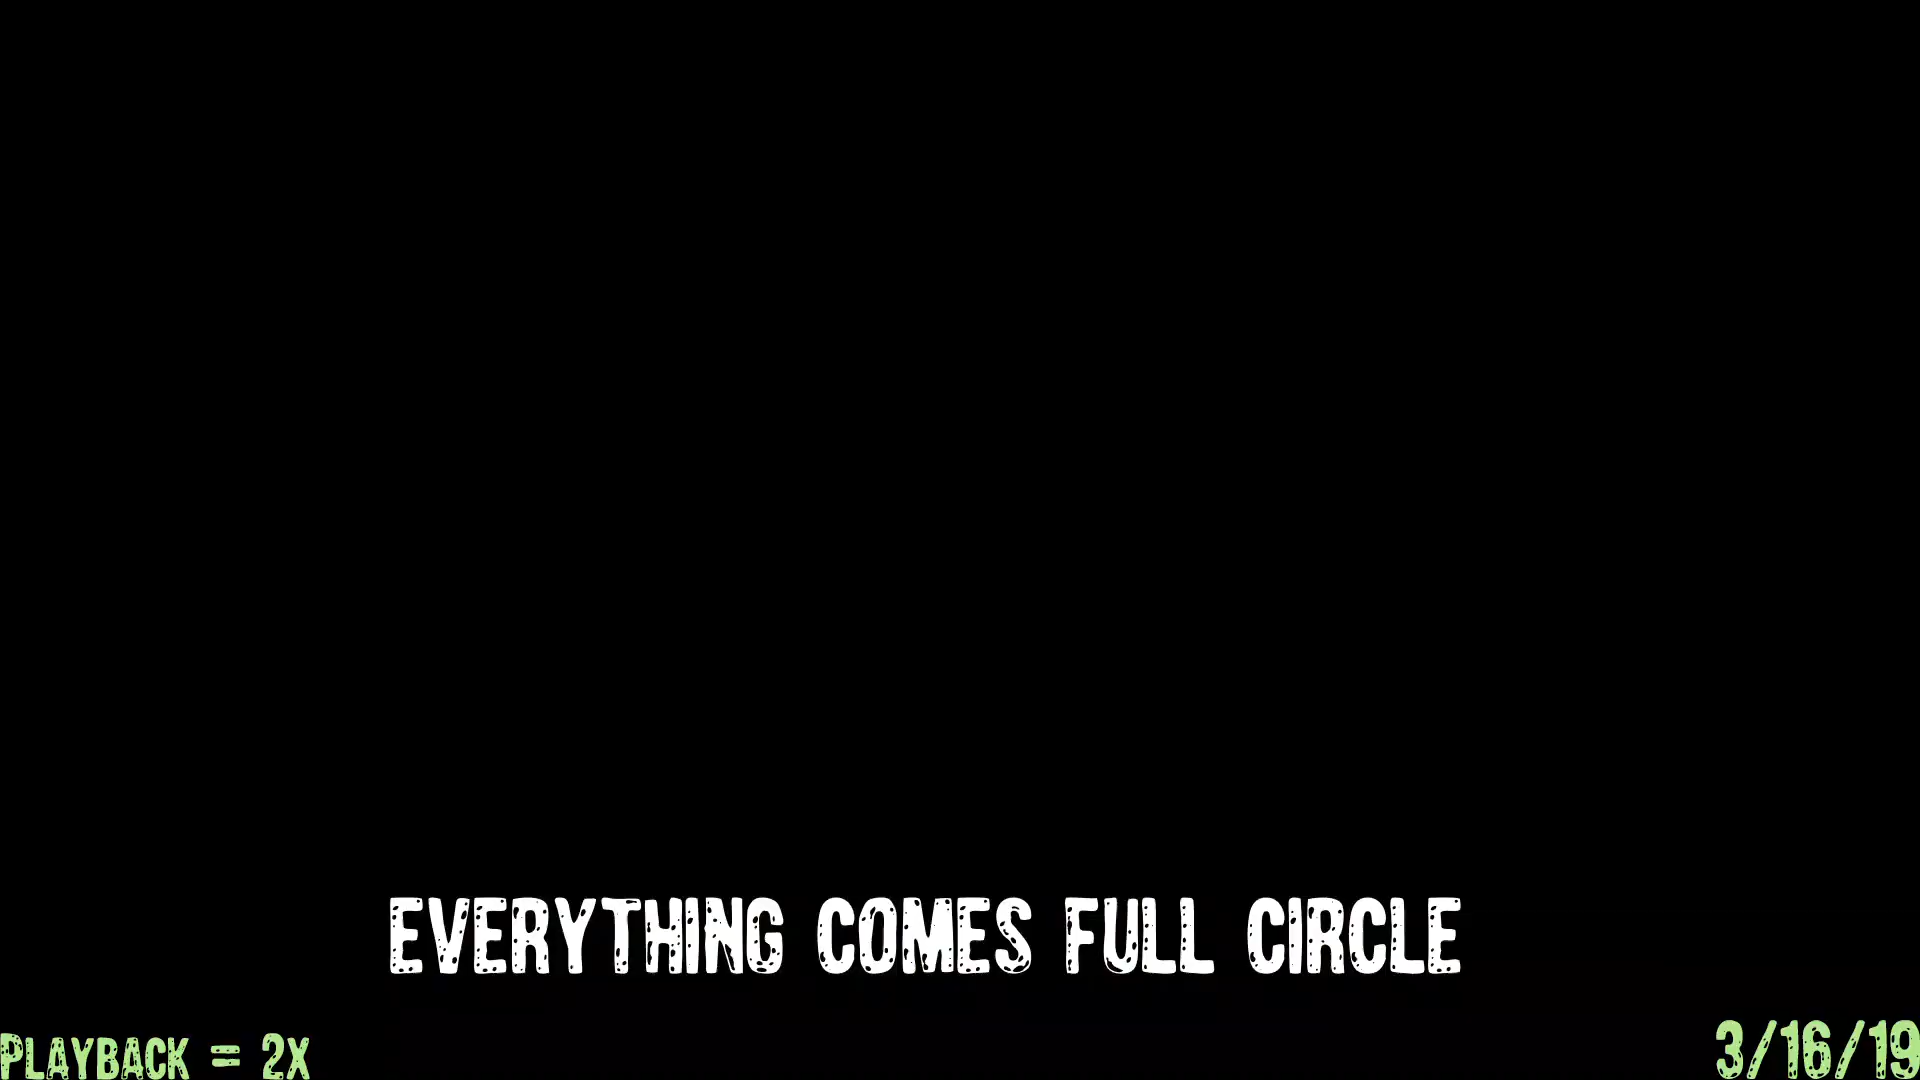 EVERYTHING COMES FULL CIRCLE
PLAYBACK = 2X
3/16/19